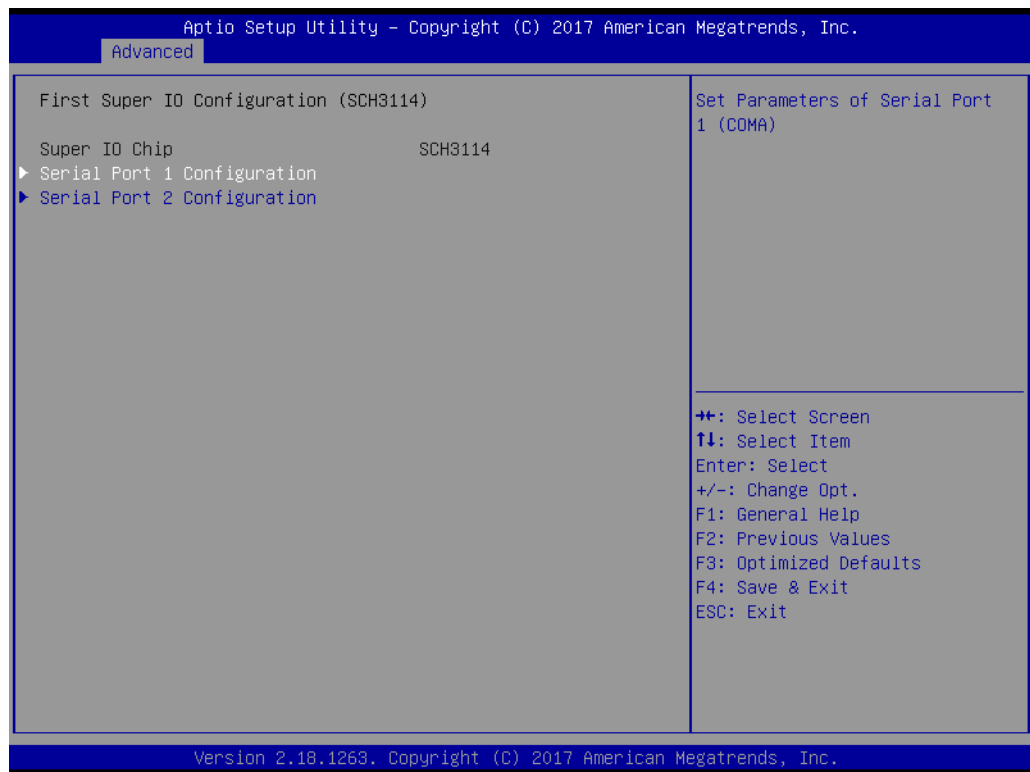 Aptio Setup Utility – Copyright (C) 2017 American Megatrends, Inc.
Advanced
First Super IO Configuration (SCH3114)
Super IO Chip SCH3114
▶ Serial Port 1 Configuration
▶ Serial Port 2 Configuration
Set Parameters of Serial Port
1 (COMA)
→←: Select Screen
↑↓: Select Item
Enter: Select
+/-: Change Opt.
F1: General Help
F2: Previous Values
F3: Optimized Defaults
F4: Save & Exit
ESC: Exit
Version 2.18.1263. Copyright (C) 2017 American Megatrends, Inc.